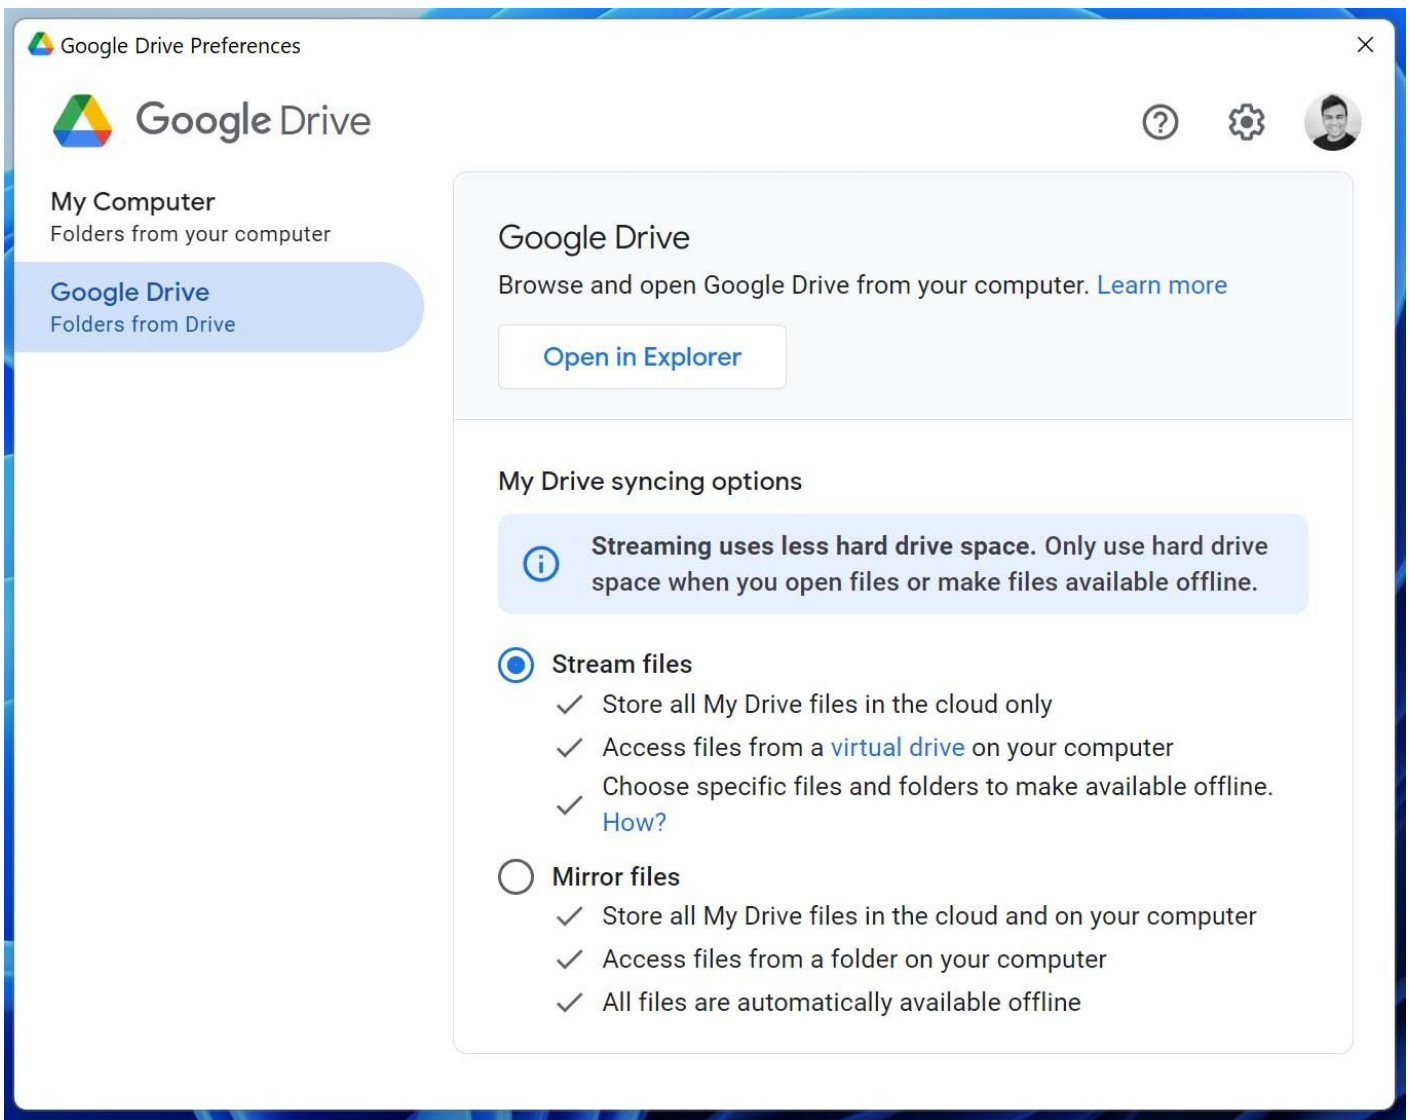 Google Drive Preferences
Google Drive
My Computer
Folders from your computer
Google Drive
Folders from Drive
Google Drive
Browse and open Google Drive from your computer. Learn more
Open in Explorer
My Drive syncing options
Streaming uses less hard drive space. Only use hard drive
space when you open files or make files available offline.
Stream files
Store all My Drive files in the cloud only
Access files from a virtual drive on your computer
Choose specific files and folders to make available offline.
How?
Mirror files
Store all My Drive files in the cloud and on your computer
Access files from a folder on your computer
All files are automatically available offline